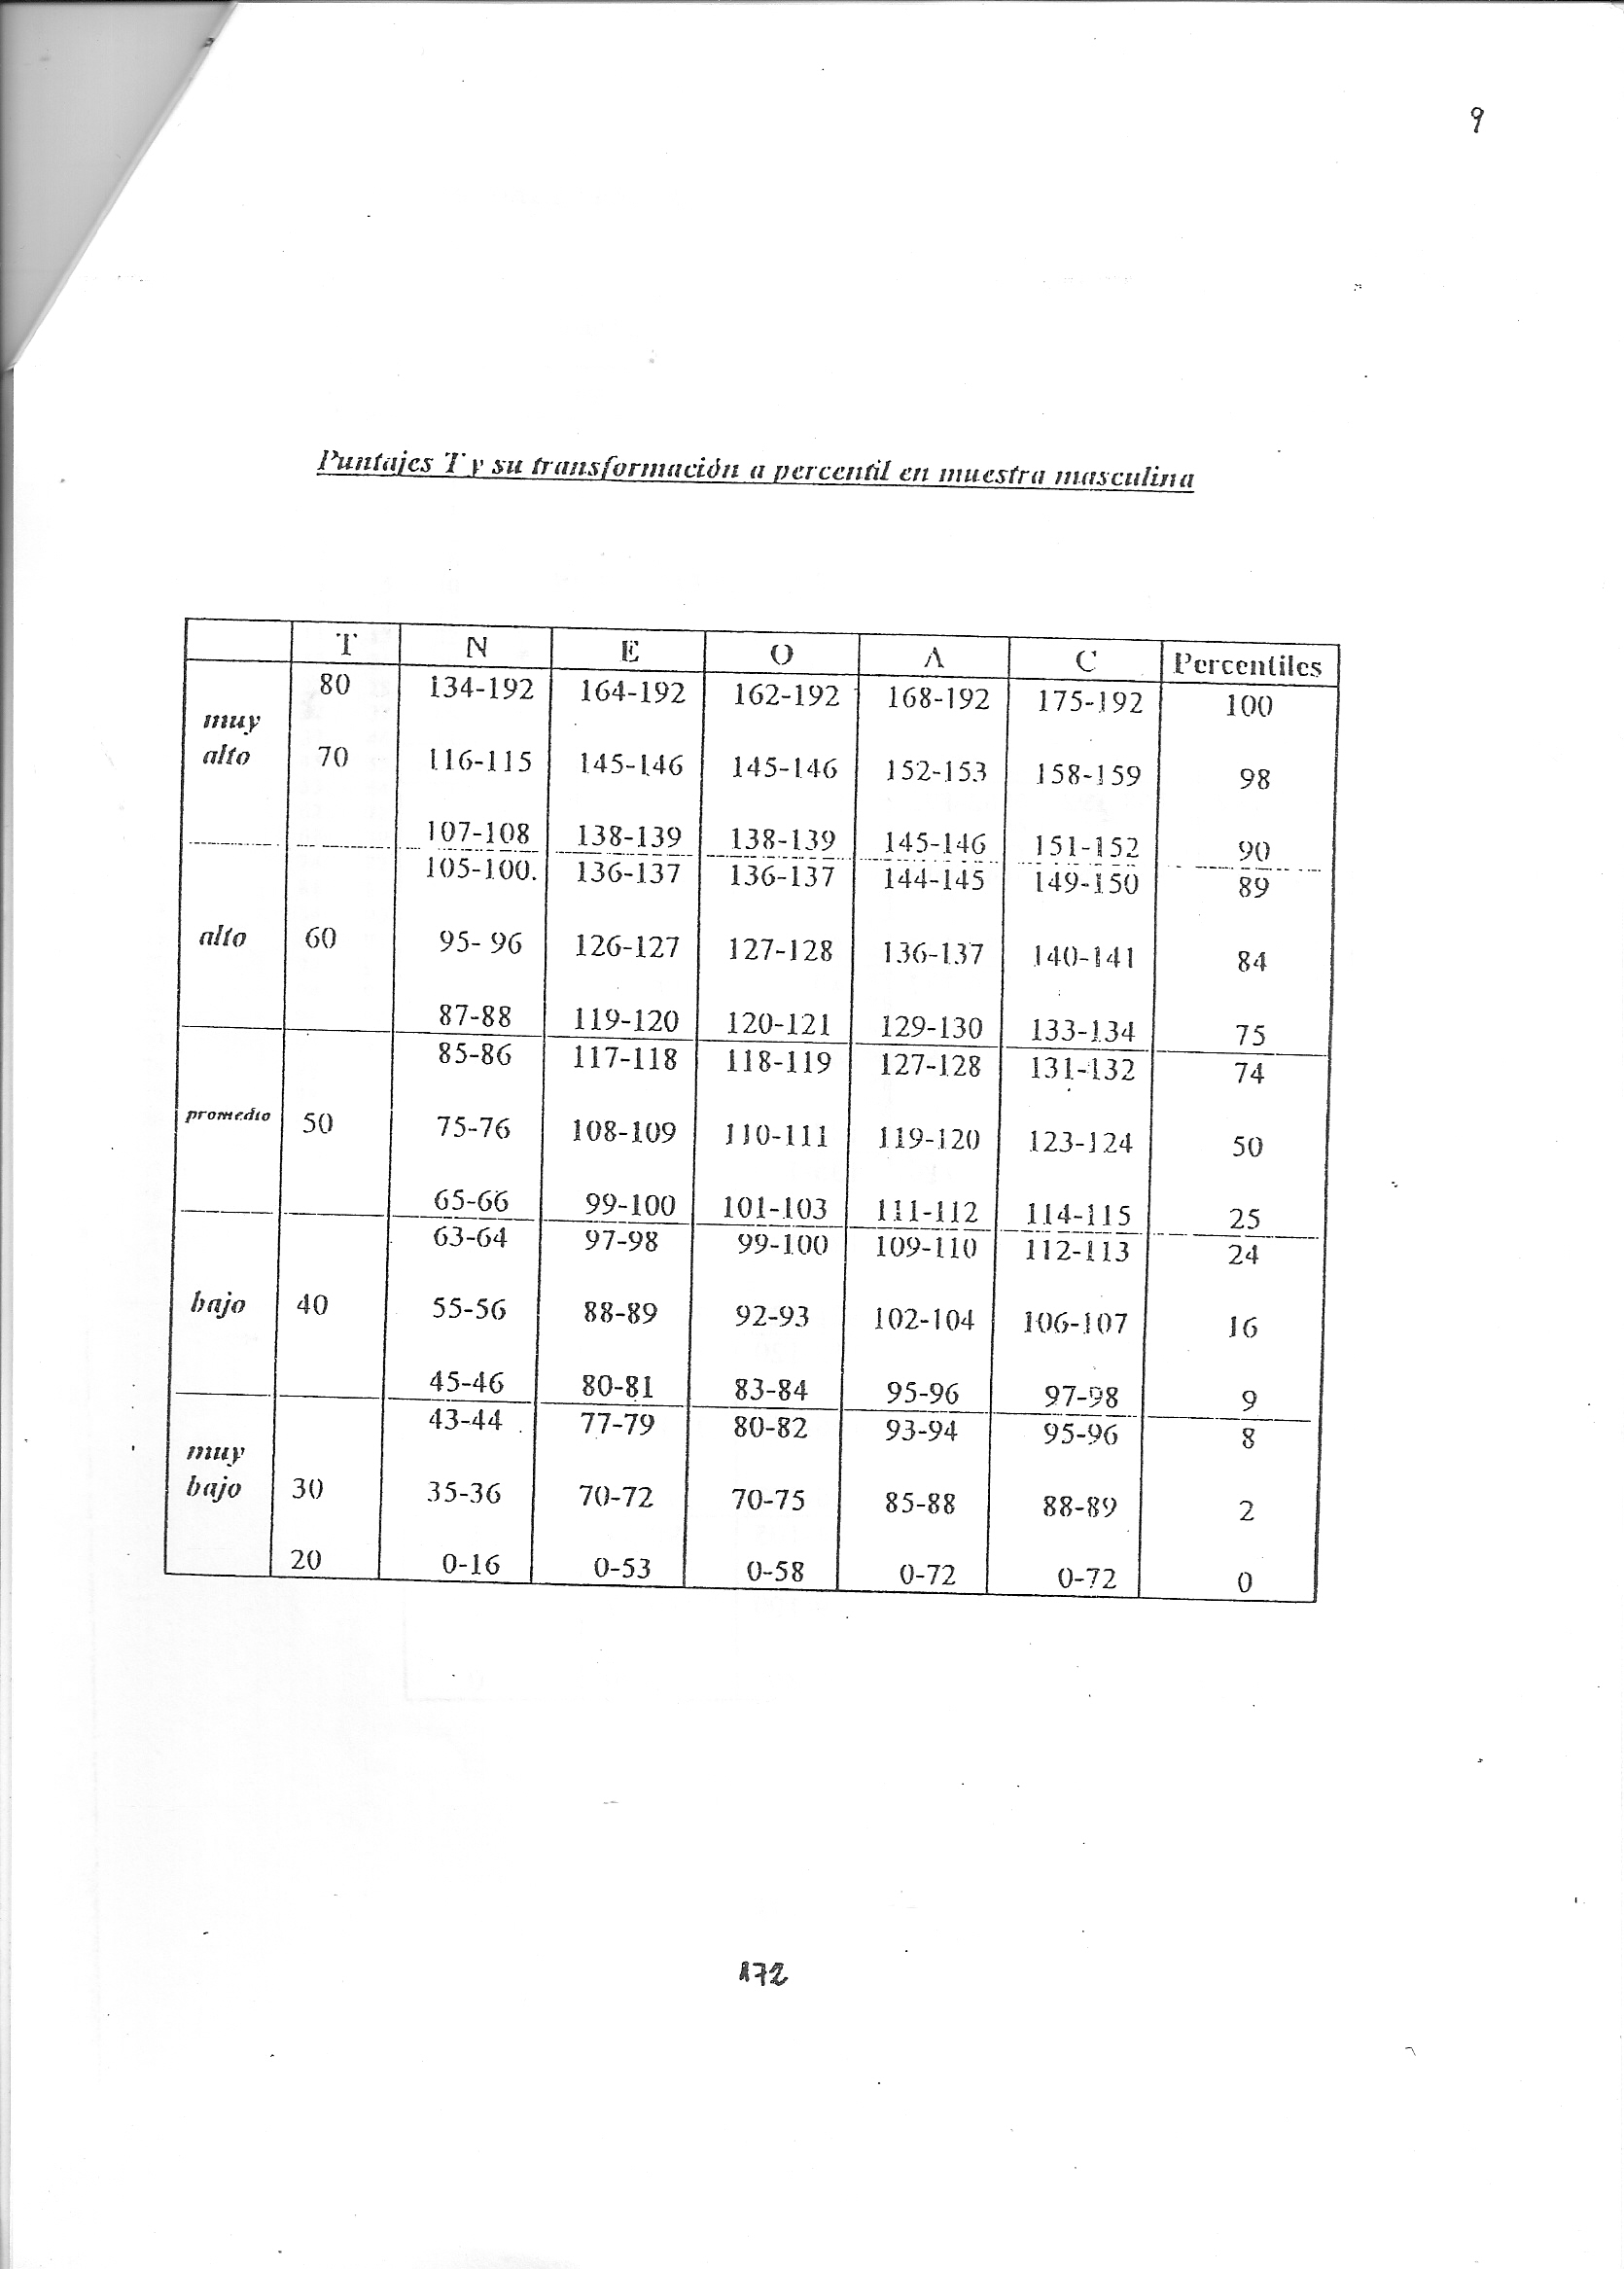 9
Puntajes T y su transformación a percentil en muestra masculina
T N E O A C Percentiles
80 134-192 164-192 162-192 168-192 175-192 100
muy
alto 70 116-115 145-146 145-146 152-153 158-159 98
107-108 138-139 138-139 145-146 151-152 90
105-100. 136-137 136-137 144-145 149-150 89
alto 60 95- 96 126-127 127-128 136-137 140-141 84
87-88 119-120 120-121 129-130 133-134 75
85-86 117-118 118-119 127-128 131-132 74
promedio 50 75-76 108-109 110-111 119-120 123-124 50
65-66 99-100 101-103 111-112 114-115 25
63-64 97-98 99-100 109-110 112-113 24
bajo 40 55-56 88-89 92-93 102-104 106-107 16
45-46 80-81 83-84 95-96 97-98 9
43-44 77-79 80-82 93-94 95-96 8
muy
bajo 30 35-36 70-72 70-75 85-88 88-89 2
20 0-16 0-53 0-58 0-72 0-72 0
172